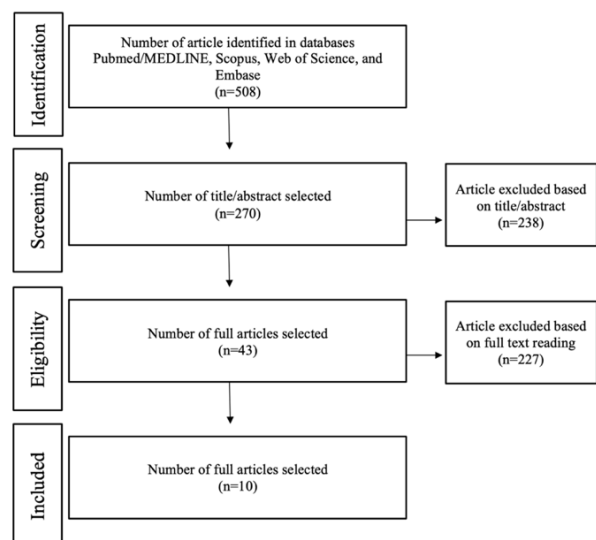 Identification
Number of article identified in databases
Pubmed/MEDLINE, Scopus, Web of Science, and
Embase
(n=508)
Screening
Number of title/abstract selected
(n=270)
Article excluded based
on title/abstract
(n=238)
Eligibility
Number of full articles selected
(n=43)
Article excluded based
on full text reading
(n=227)
Included
Number of full articles selected
(n=10)